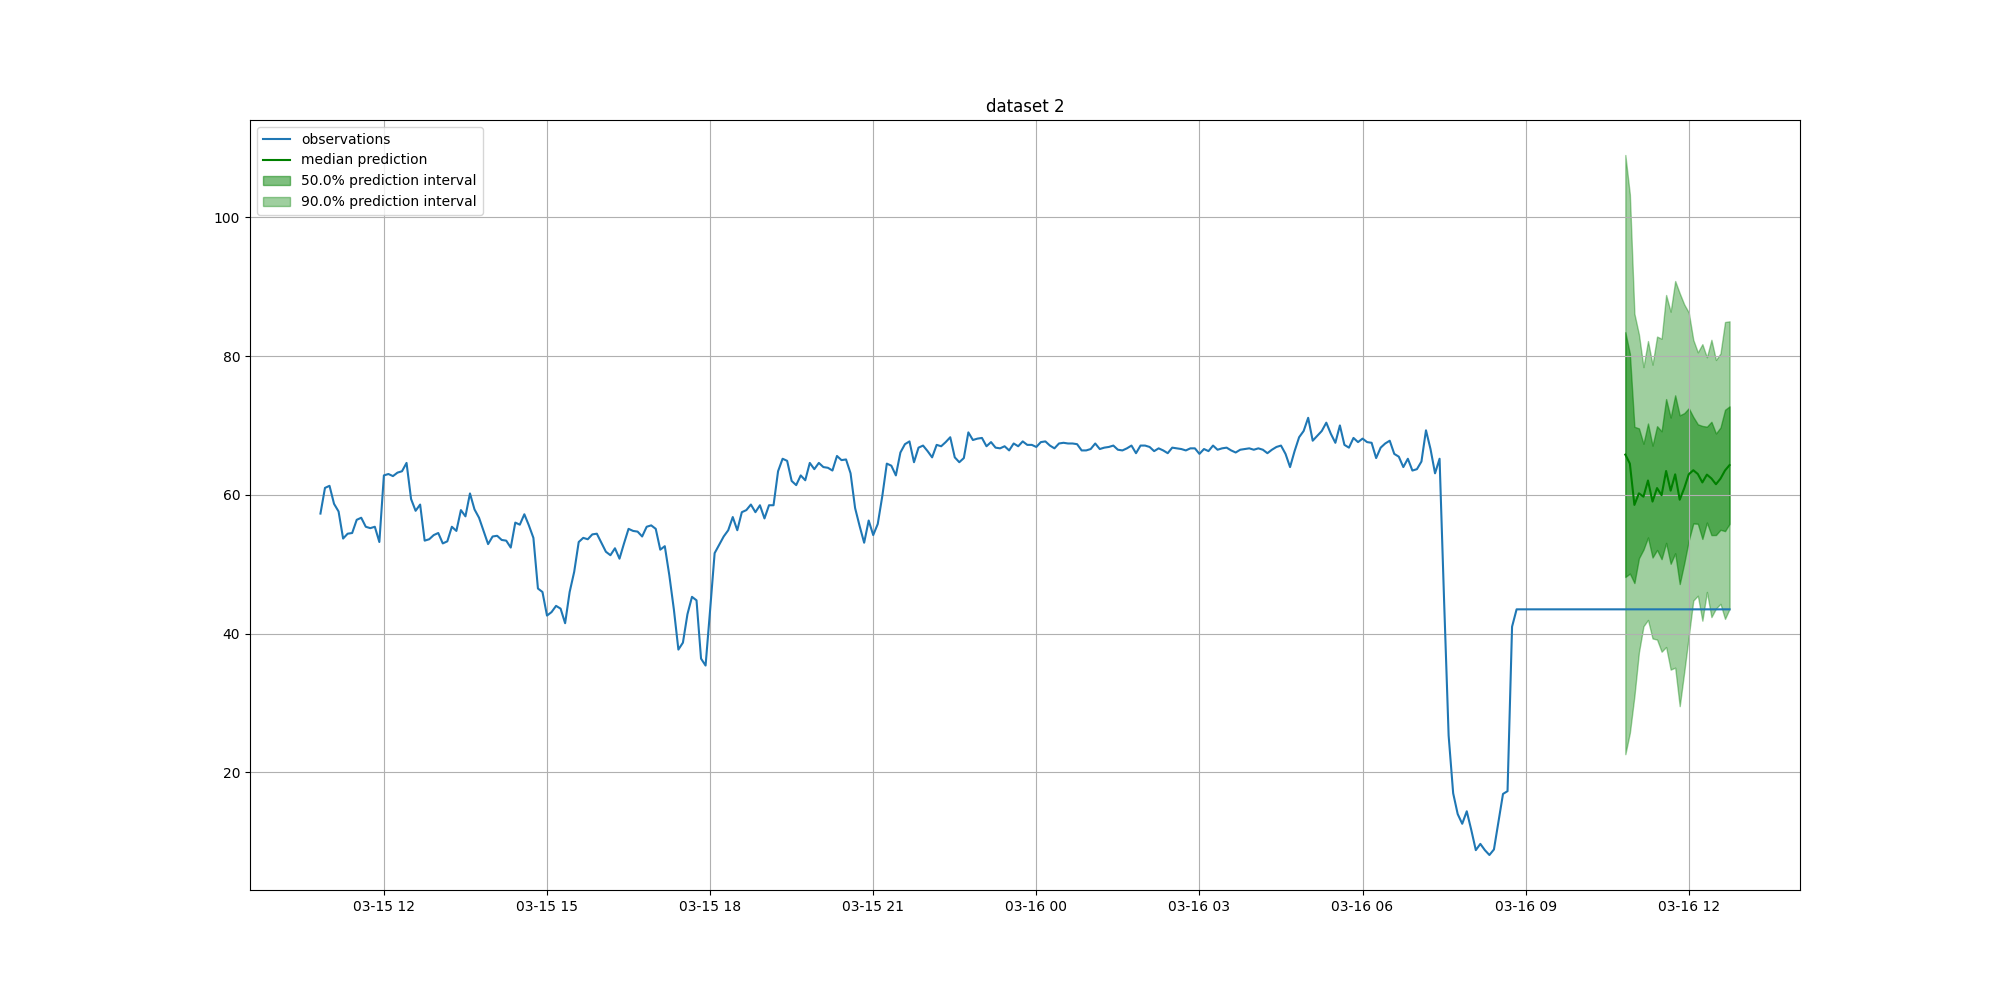 dataset 2
observations
median prediction
50.0% prediction interval
90.0% prediction interval
100
80
60
40
20
03-15 12
03-15 15
03-15 18
03-15 21
03-16 00
03-16 03
03-16 06
03-16 09
03-16 12